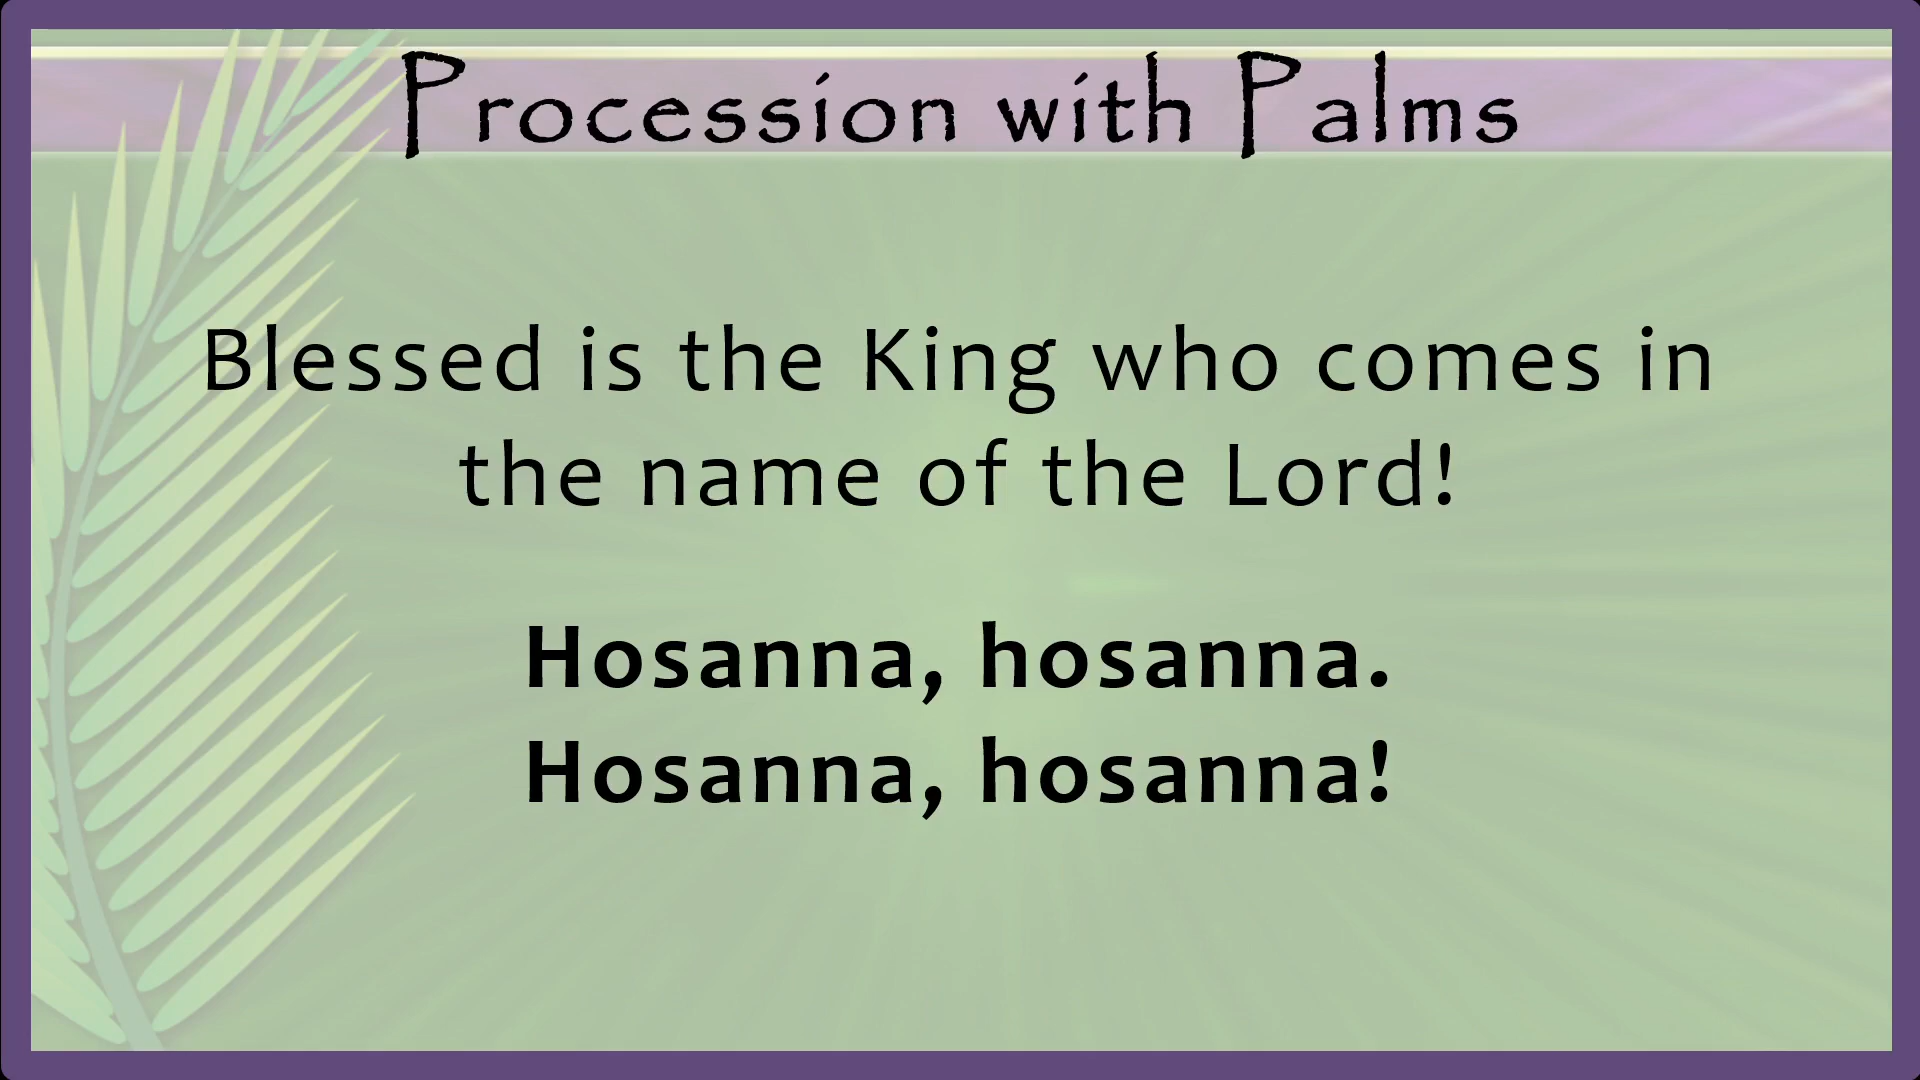 Procession with Palms
Blessed is the King who comes in
the name of the Lord!
Hosanna, hosanna.
Hosanna, hosanna!